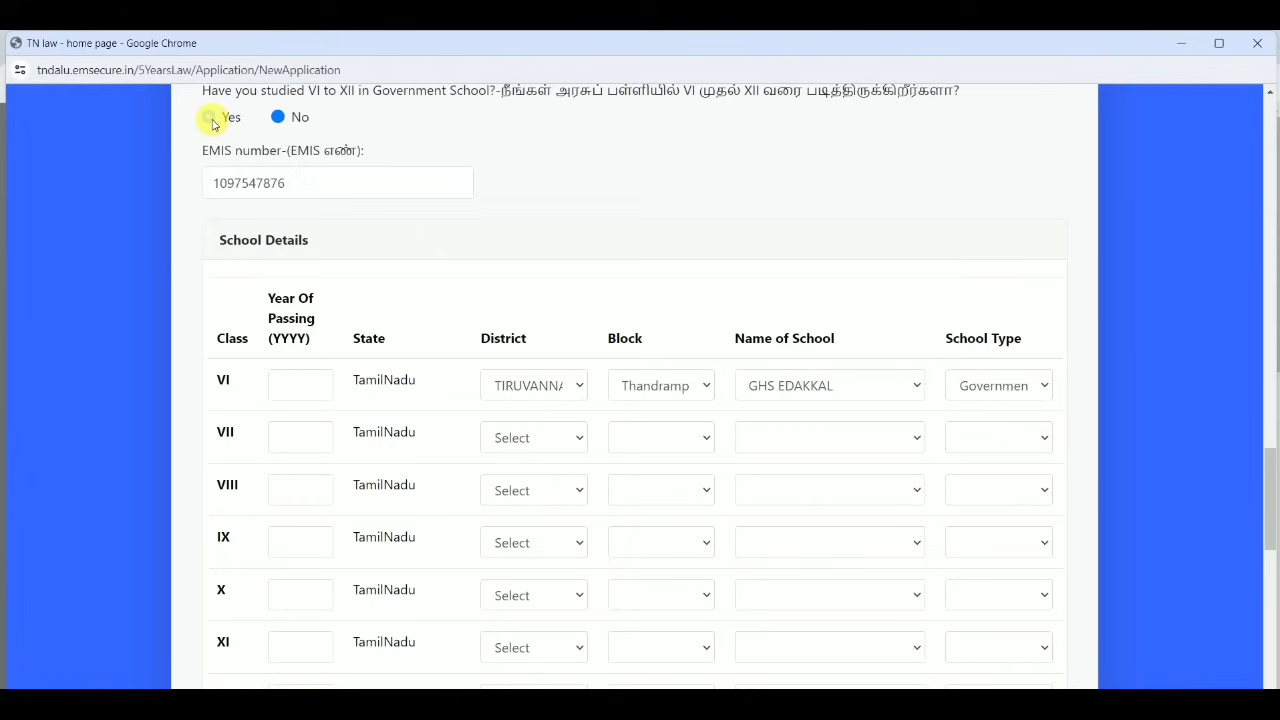 TN law - home page - Google Chrome
tndalu.emsecure.in/5YearsLaw/Application/NewApplication
Have you studied VI to XII in Government School?-நீங்கள் அரசுப் பள்ளியில் VI முதல் XII வரை படித்திருக்கிறீர்களா?
Yes No
EMIS number-(EMIS எண்):
1097547876
School Details
Class Year Of Passing (YYYY) State District Block Name of School School Type
VI TamilNadu TIRUVANNA Thandramp GHS EDAKKAL Governmen
VII TamilNadu Select
VIII TamilNadu Select
IX TamilNadu Select
X TamilNadu Select
XI TamilNadu Select